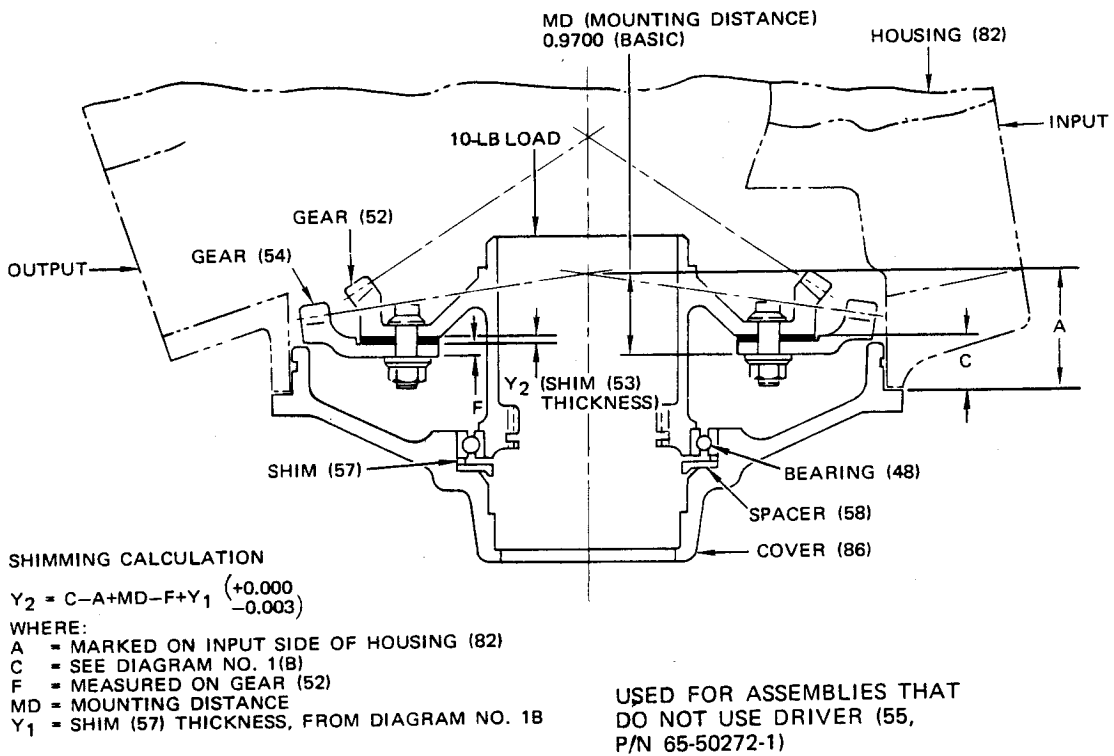 MD (MOUNTING DISTANCE)
0.9700 (BASIC)
HOUSING (82)
INPUT
10-LB LOAD
GEAR (52)
GEAR (54)
OUTPUT
A
C
F
Y2 (SHIM (53)
THICKNESS)
SHIM (57)
BEARING (48)
SPACER (58)
COVER (86)
SHIMMING CALCULATION
Y2 = C-A+MD-F+Y1 (+0.000
-0.003)
WHERE:
A = MARKED ON INPUT SIDE OF HOUSING (82)
C = SEE DIAGRAM NO. 1(B)
F = MEASURED ON GEAR (52)
MD = MOUNTING DISTANCE
Y1 = SHIM (57) THICKNESS, FROM DIAGRAM NO. 1B
USED FOR ASSEMBLIES THAT
DO NOT USE DRIVER (55,
P/N 65-50272-1)